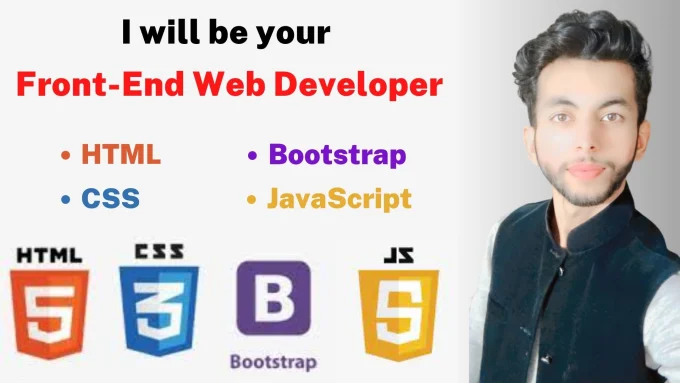 I will be your
Front-End Web Developer
• HTML
• Bootstrap
• CSS
• JavaScript
HTML
CSS
JS
5
3
B
5
Bootstrap